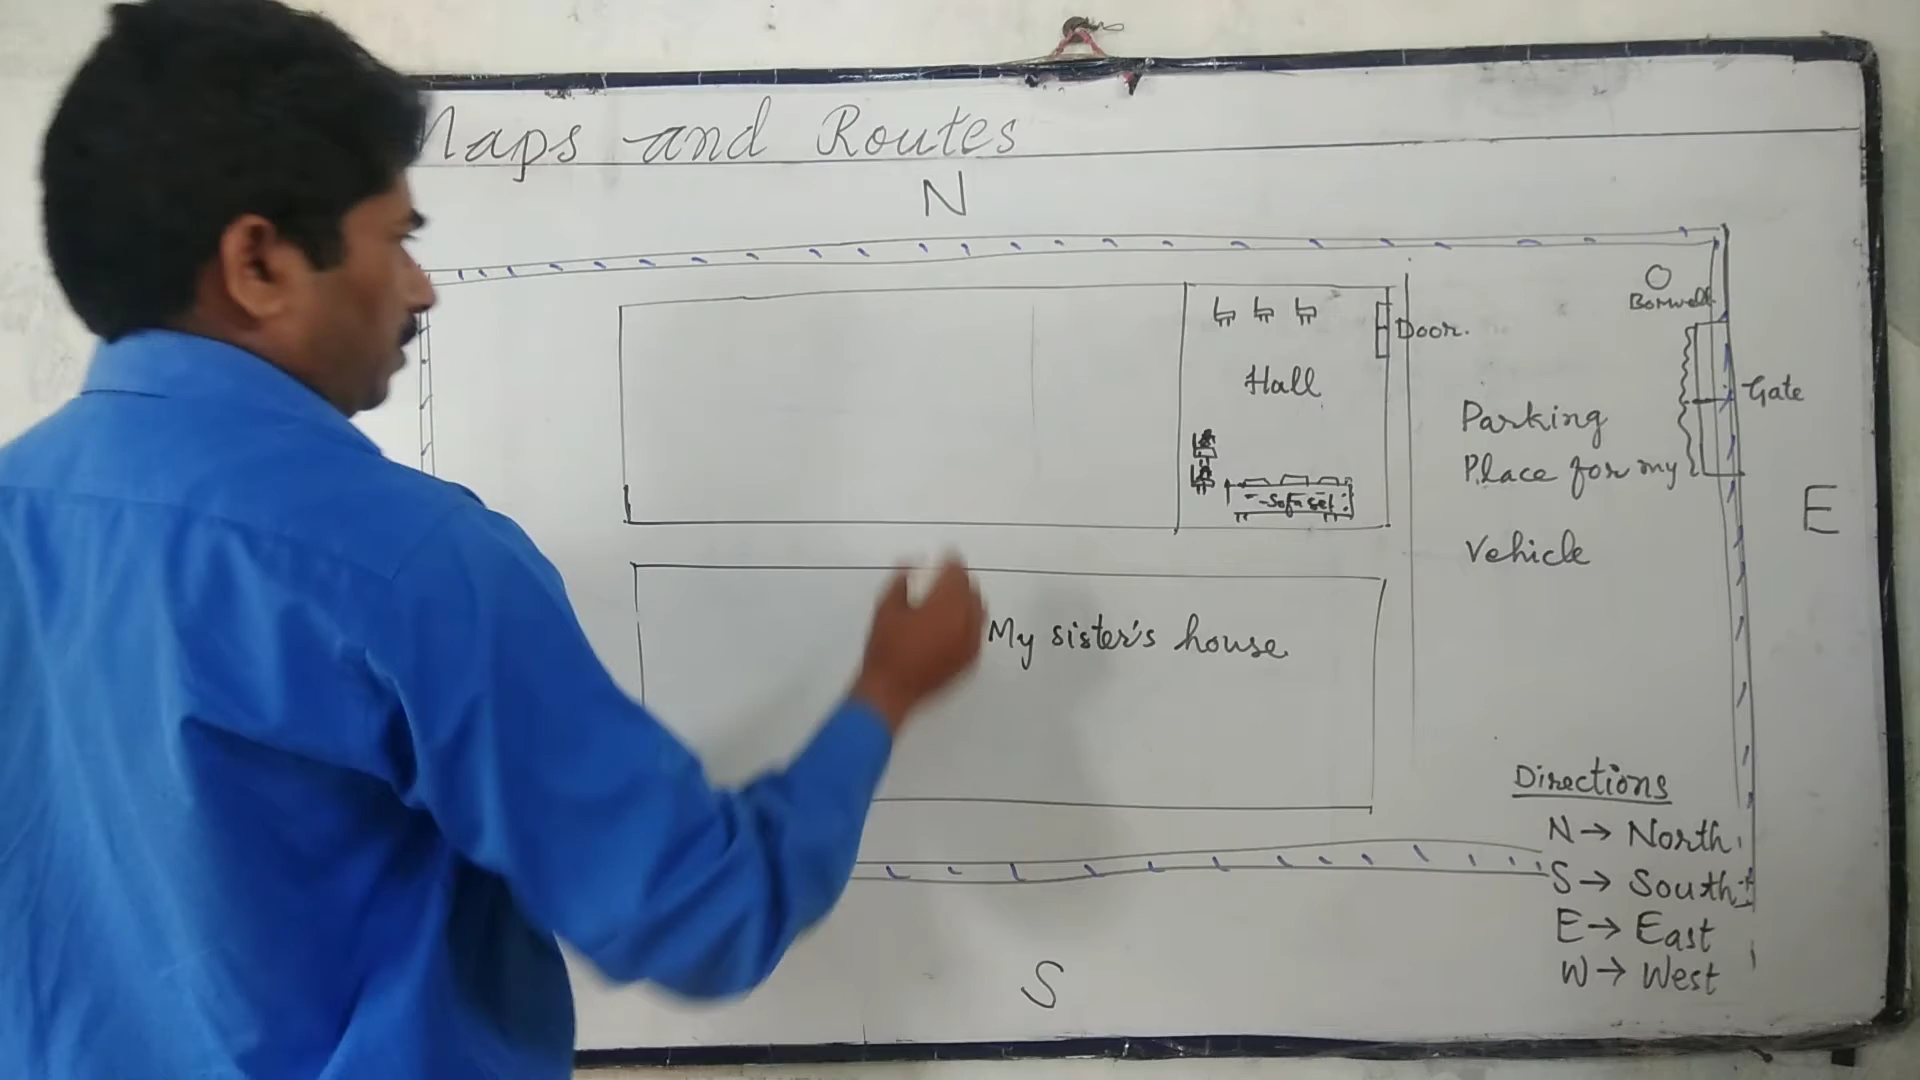 Maps and Routes
N
Borwell
Door.
Hall
Gate
Parking
Place for my
Vehicle
E
Sofa set
My sister's house
Directions
N → North
S → South
E → East
W → West
S